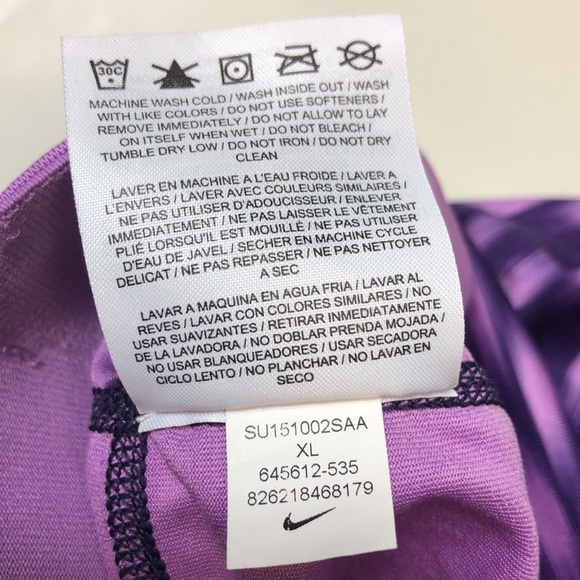 30C
MACHINE WASH COLD / WASH INSIDE OUT / WASH
WITH LIKE COLORS / DO NOT USE SOFTENERS /
REMOVE IMMEDIATELY / DO NOT ALLOW TO LAY
ON ITSELF WHEN WET / DO NOT BLEACH /
TUMBLE DRY LOW / DO NOT IRON / DO NOT DRY
CLEAN
LAVER EN MACHINE A L'EAU FROIDE / LAVER A
L'ENVERS / LAVER AVEC COULEURS SIMILAIRES /
NE PAS UTILISER D'ADOUCISSEUR / ENLEVER
IMMEDIATEMENT / NE PAS LAISSER LE VÊTEMENT
PLIÉ LORSQU'IL EST MOUILLÉ / NE PAS UTILISER
D'EAU DE JAVEL / SECHER EN MACHINE CYCLE
DELICAT / NE PAS REPASSER / NE PAS NETTOYER
A SEC
LAVAR A MAQUINA EN AGUA FRIA / LAVAR AL
REVES / LAVAR CON COLORES SIMILARES / NO
USAR SUAVIZANTES / RETIRAR INMEDIATAMENTE
DE LA LAVADORA / NO DOBLAR PRENDA MOJADA /
NO USAR BLANQUEADORES / USAR SECADORA
CICLO LENTO / NO PLANCHAR / NO LAVAR EN
SECO
SU151002SAA
XL
645612-535
826218468179